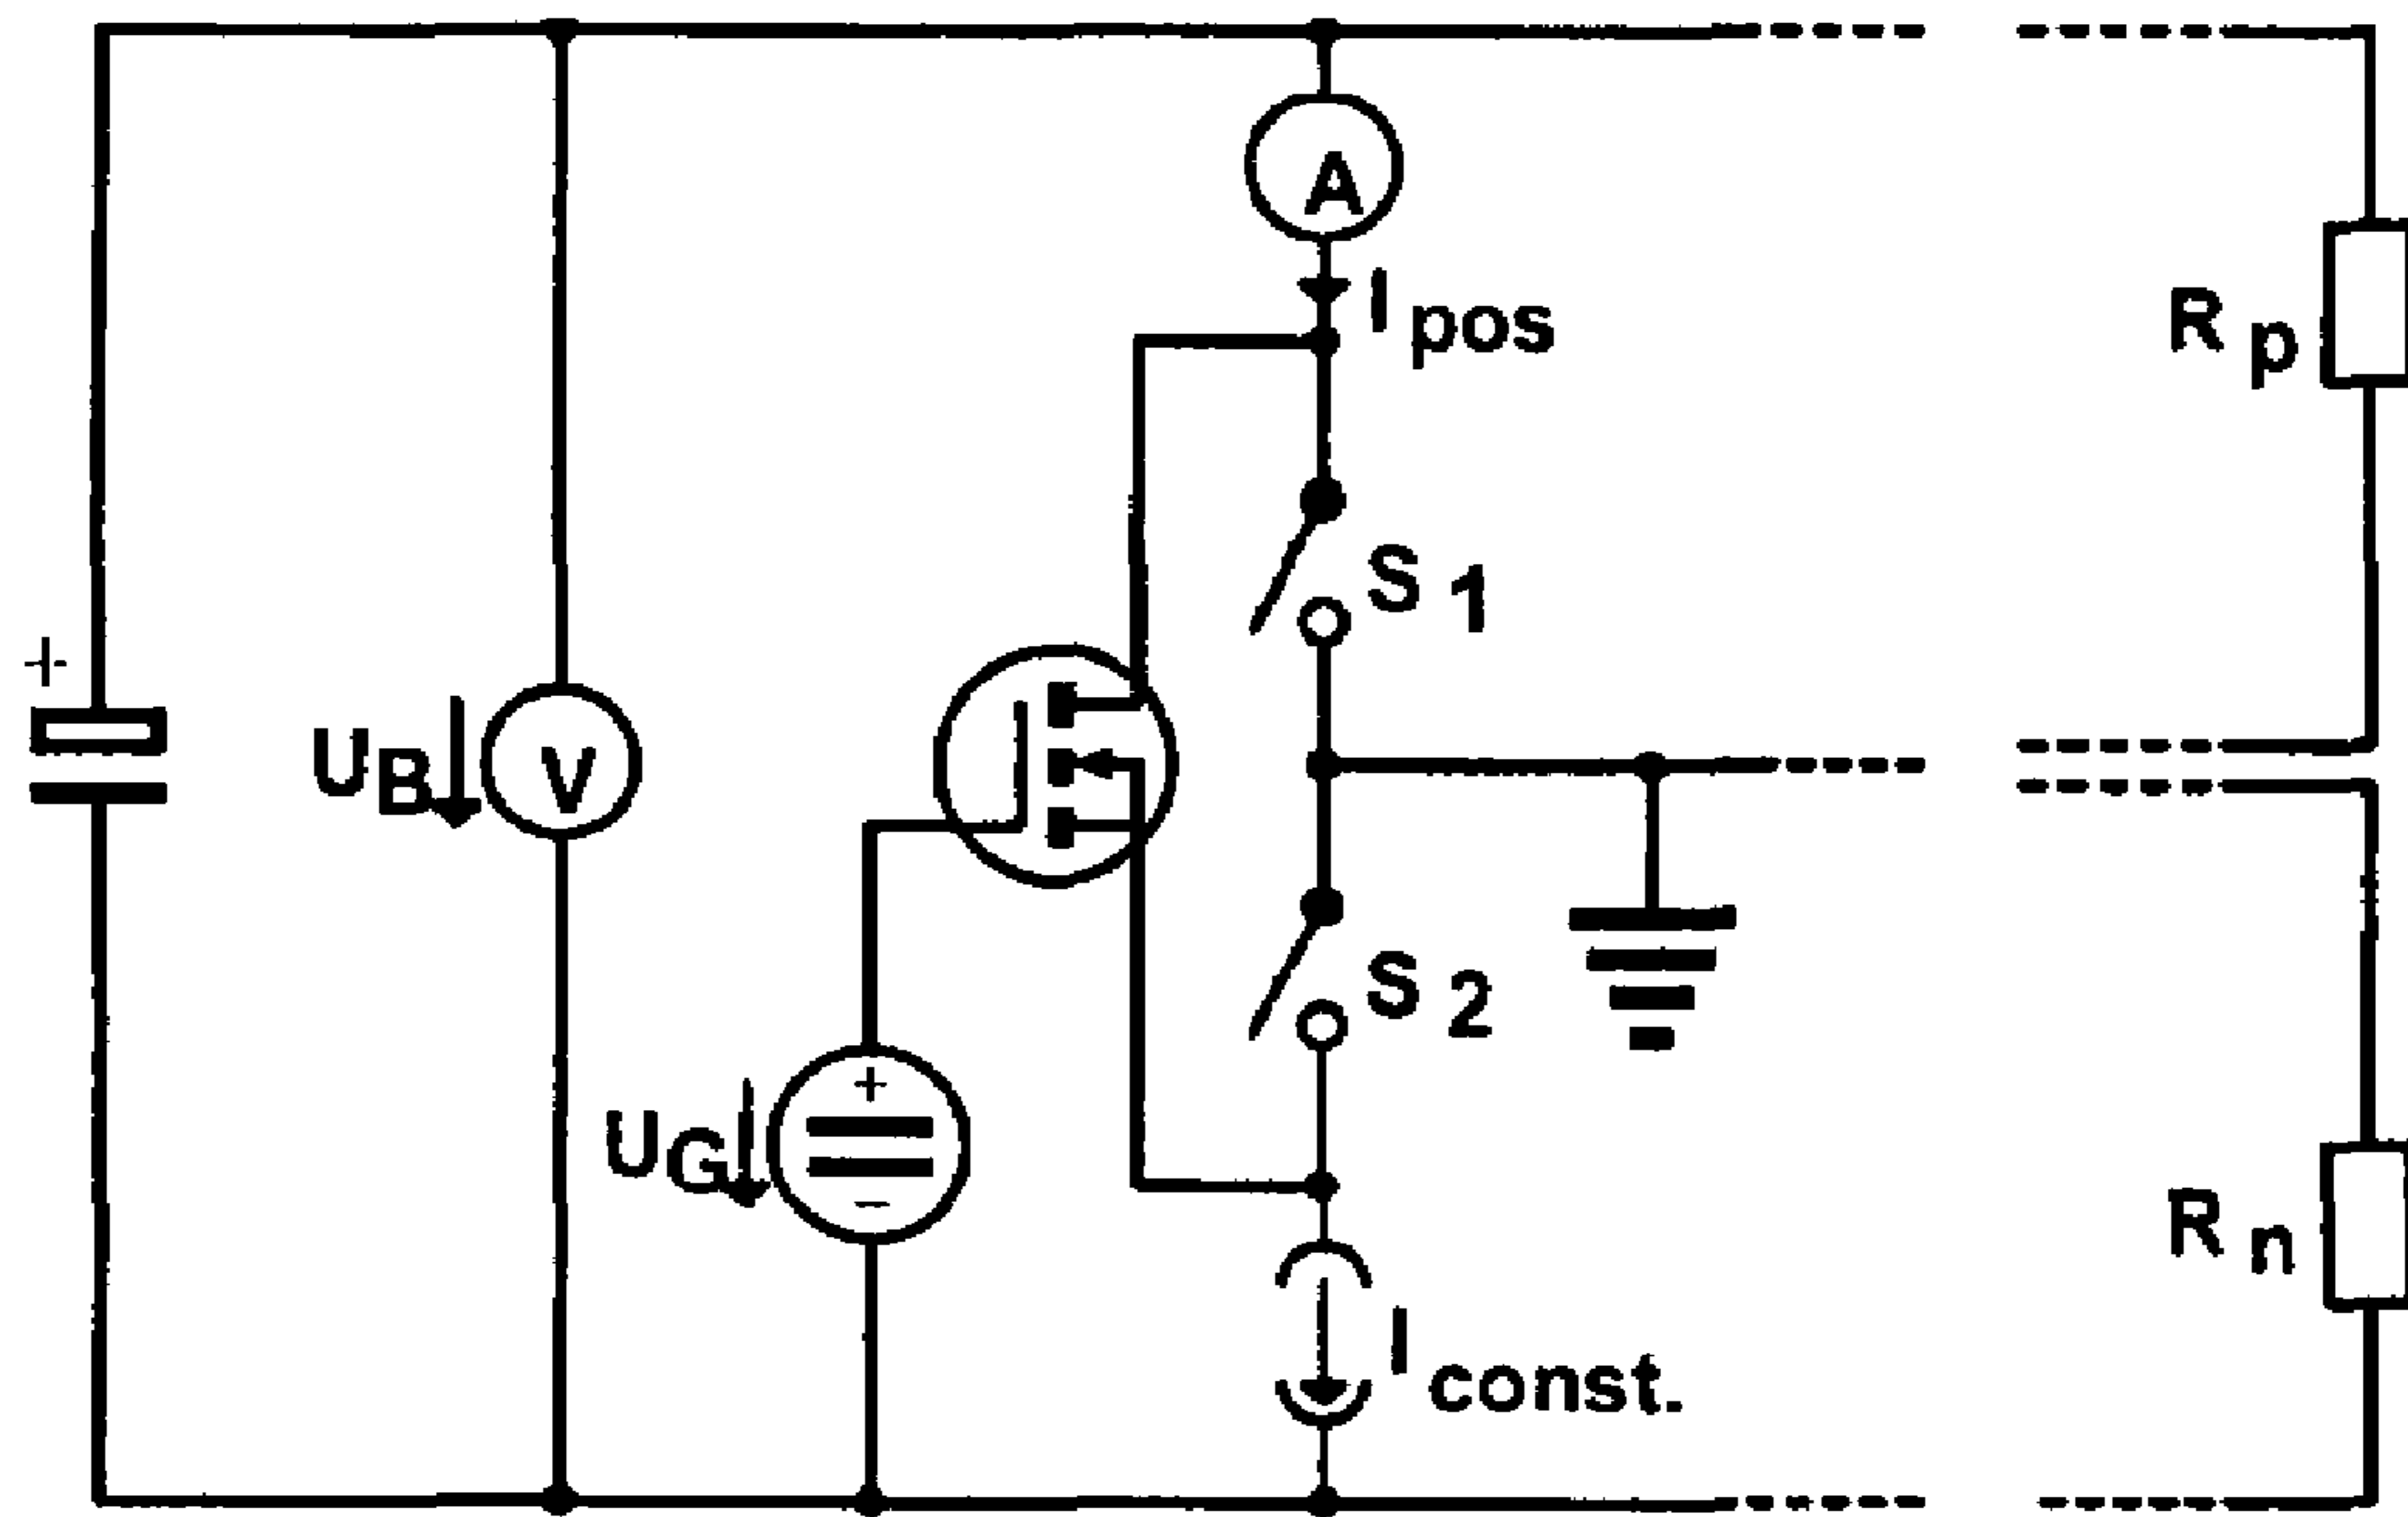 A
I pos
R p
S 1
+
U B
V
S 2
+
U G
−
R n
I const.